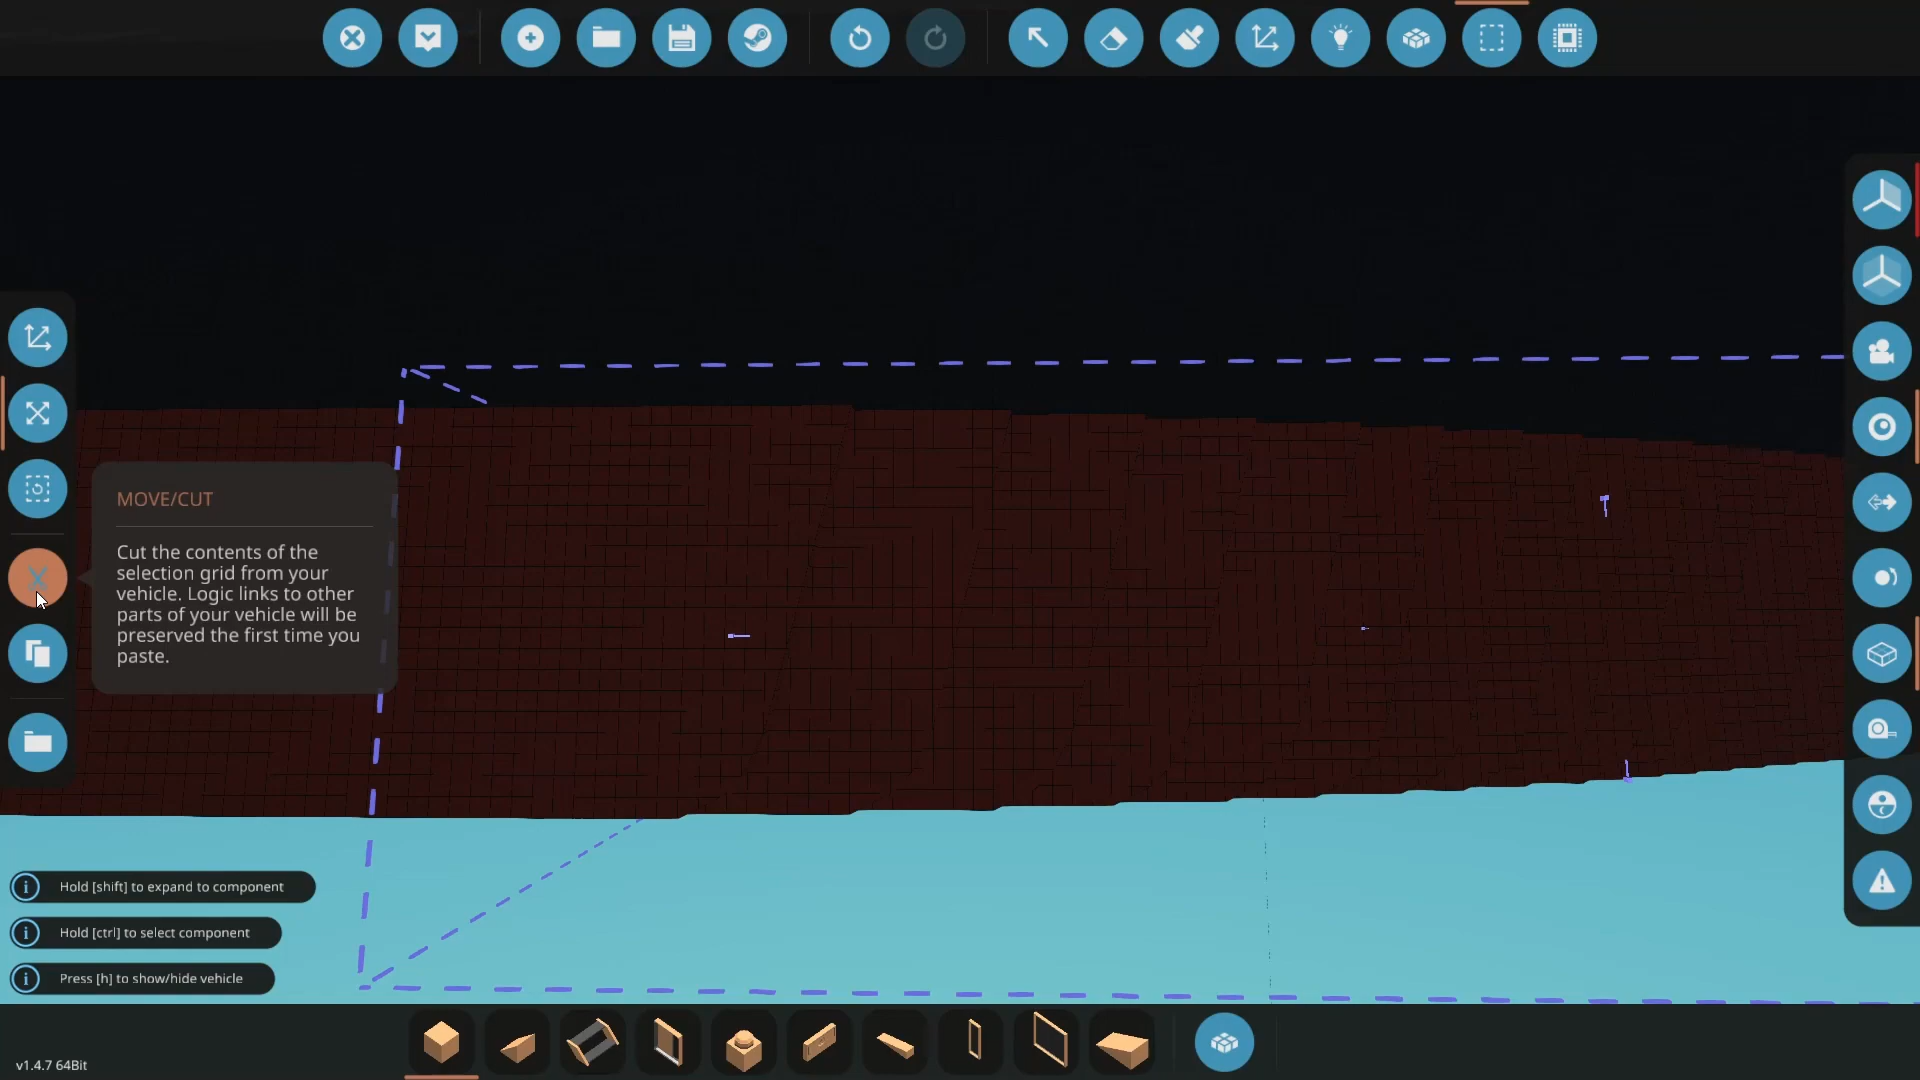 MOVE/CUT
Cut the contents of the
selection grid from your
vehicle. Logic links to other
parts of your vehicle will be
preserved the first time you
paste.
Hold [shift] to expand to component
Hold [ctrl] to select component
Press [h] to show/hide vehicle
v1.4.7 64Bit